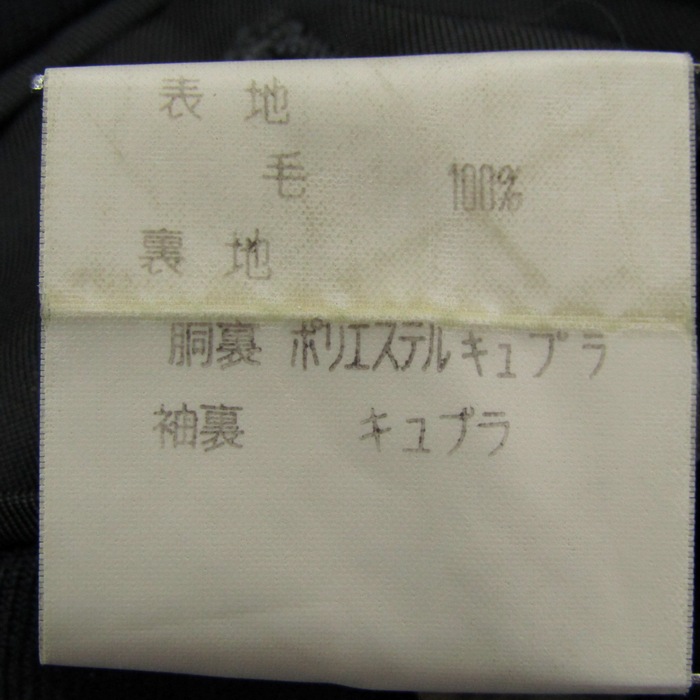 表 地
毛 100%
裏 地
胴裏 ポリエステル キュプラ
袖裏 キュプラ